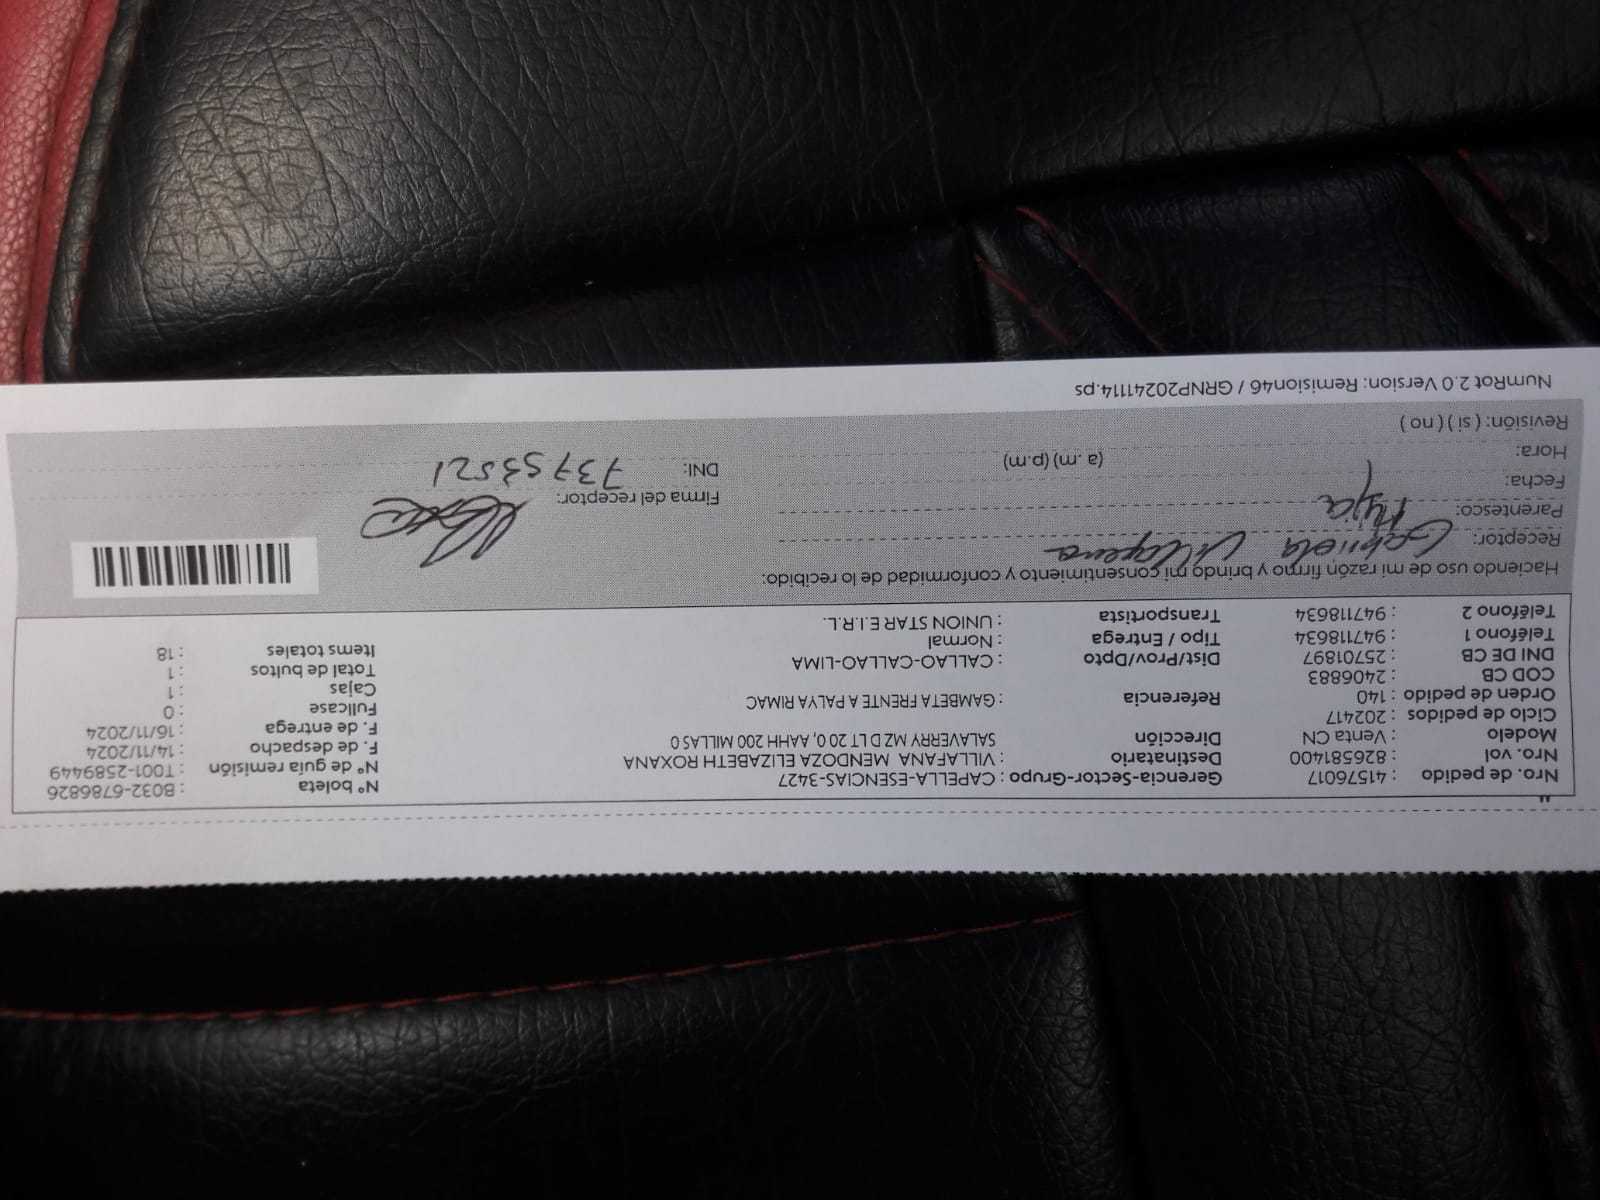 "
Nro. de pedido : 41576017 Gerencia-Sector-Grupo : CAPELLA-ESENCIAS-3427 Nº boleta : B032-6786826
Nro. vol. : 826581400 Destinatario : VILLAFANA MENDOZA ELIZABETH ROXANA Nº de guía remisión : T001-2589449
Modelo : Venta CN Dirección SALAVERRY MZ D LT 20 0, AAHH 200 MILLAS 0 F. de despacho : 14/11/2024
Ciclo de pedidos : 202417 F. de entrega : 16/11/2024
Orden de pedido : 140 Referencia : GAMBETA FRENTE A PALYA RIMAC Fullcase : 0
COD CB : 2406883 Cajas : 1
DNI DE CB : 25701897 Dist/Prov/Dpto : CALLAO-CALLAO-LIMA Total de bultos : 1
Teléfono 1 : 947118634 Tipo / Entrega : Normal Items totales : 18
Teléfono 2 : 947118634 Transportista : UNION STAR E.I.R.L.
Haciendo uso de mi razón firmo y brindo mi consentimiento y conformidad de lo recibido:
Receptor: Gabriela
Parentesco: Hija Firma del receptor:
Fecha: DNI: 73753521
Hora: (a.m) (p.m)
Revisión: ( si ) ( no )
NumRot 2.0 Version: Remision46 / GRNP20241114.ps